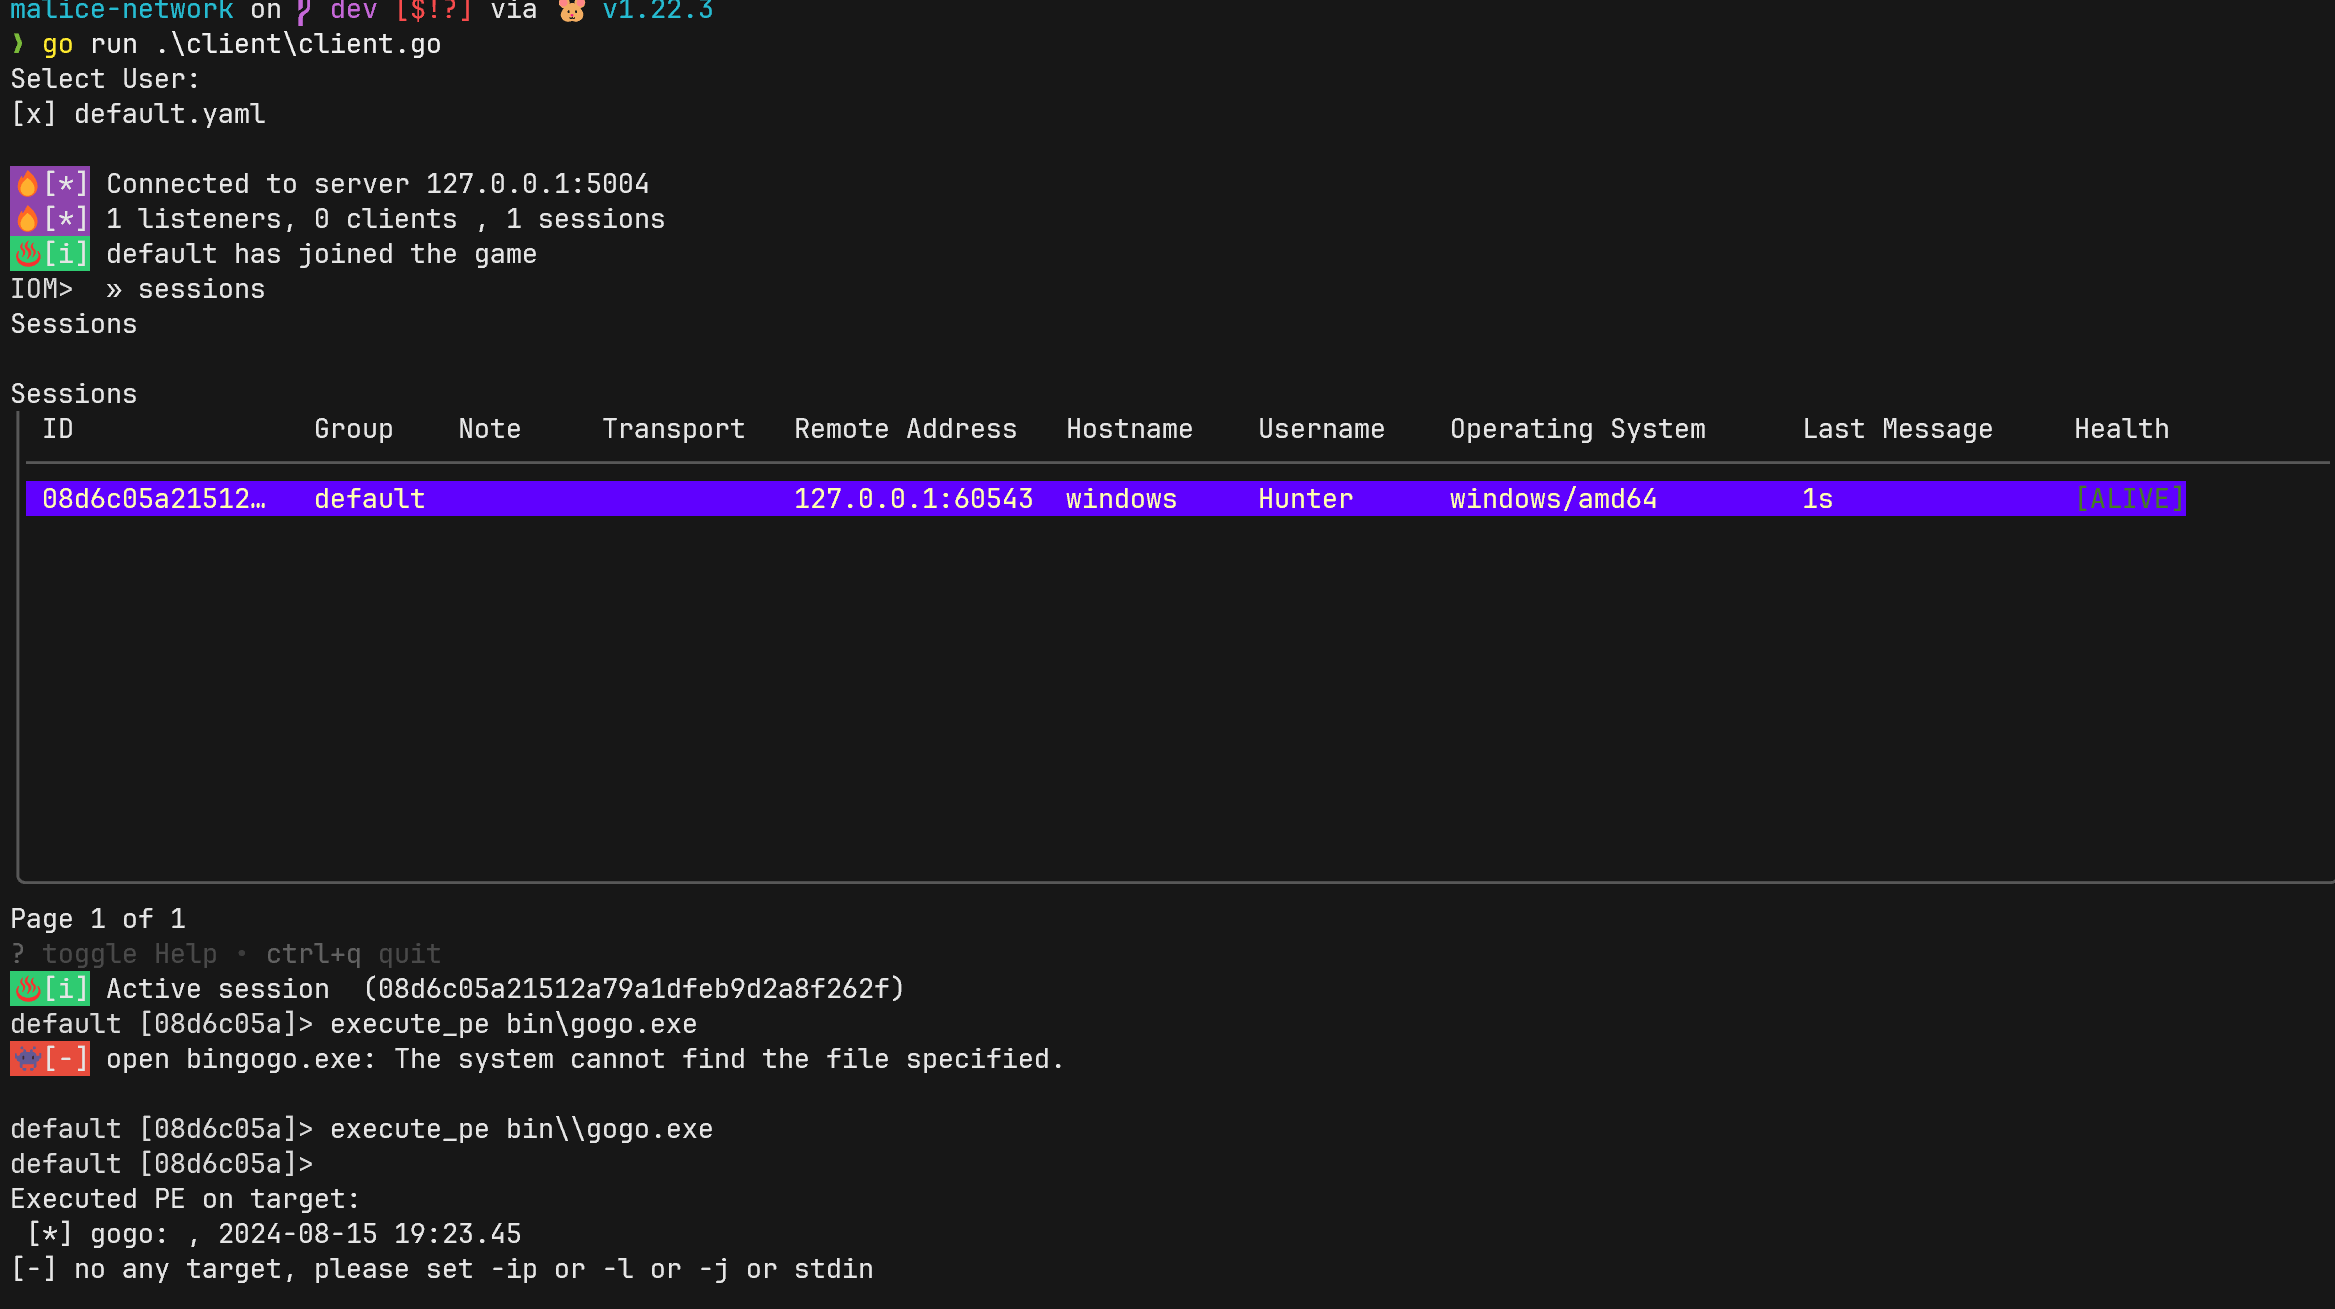 malice-network on dev [$!?] via 🐹 v1.22.3
❯ go run .\client\client.go
Select User:
[x] default.yaml
🔥[*] Connected to server 127.0.0.1:5004
🔥[*] 1 listeners, 0 clients , 1 sessions
♨[i] default has joined the game
IOM>  » sessions
Sessions
Sessions
ID Group Note Transport Remote Address Hostname Username Operating System Last Message Health
08d6c05a21512… default 127.0.0.1:60543 windows Hunter windows/amd64 1s [ALIVE]
Page 1 of 1
? toggle Help • ctrl+q quit
♨[i] Active session  (08d6c05a21512a79a1dfeb9d2a8f262f)
default [08d6c05a]> execute_pe bin\gogo.exe
👾[-] open bingogo.exe: The system cannot find the file specified.
default [08d6c05a]> execute_pe bin\\gogo.exe
default [08d6c05a]>
Executed PE on target:
[*] gogo: , 2024-08-15 19:23.45
[-] no any target, please set -ip or -l or -j or stdin